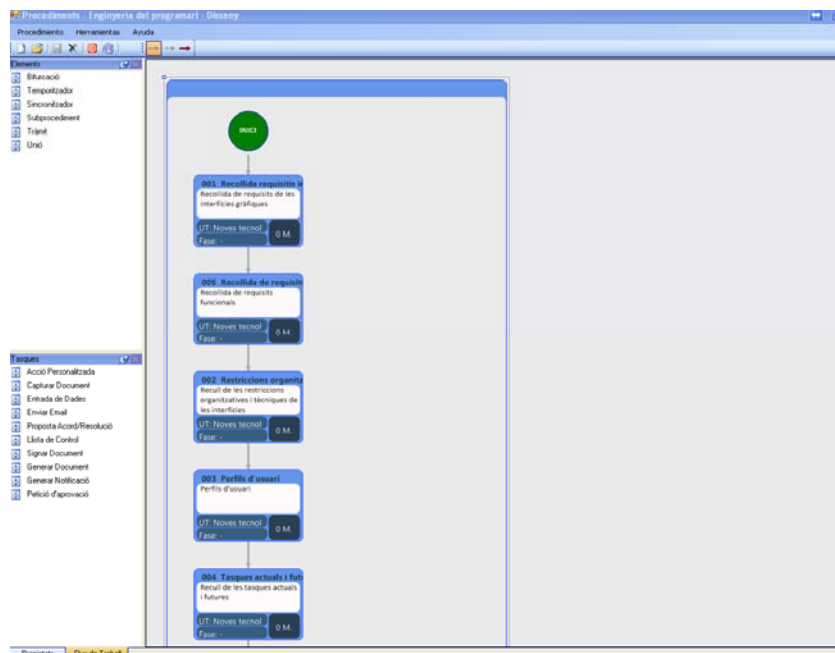 Procediments - Enginyeria del programari - Disseny
Procedimiento Herramientas Ayuda
Elements
Bifurcació
Temporitzador
Sincronitzador
Subprocediment
Tràmit
Unió
Tasques
Acció Personalitzada
Capturar Document
Entrada de Dades
Enviar Email
Proposta Acord/Resolució
Llista de Control
Signar Document
Generar Document
Generar Notificació
Petició d'aprovació
INICI
001 Recollida requisitis
Recollida de requisits de les
interfícies gràfiques
UT: Noves tecnol
0 M.
Fase: -
006 Recollida de requisit
Recollida de requisits
funcionals
UT: Noves tecnol
0 M.
Fase: -
002 Restriccions organitz
Recull de les restriccions
organitzatives i tècniques de
les interfícies
UT: Noves tecnol
0 M.
Fase: -
003 Perfils d'usuari
Perfils d'usuari
UT: Noves tecnol
0 M.
Fase: -
004 Tasques actuals i fut
Recull de les tasques actuals
i futures
UT: Noves tecnol
0 M.
Fase: -